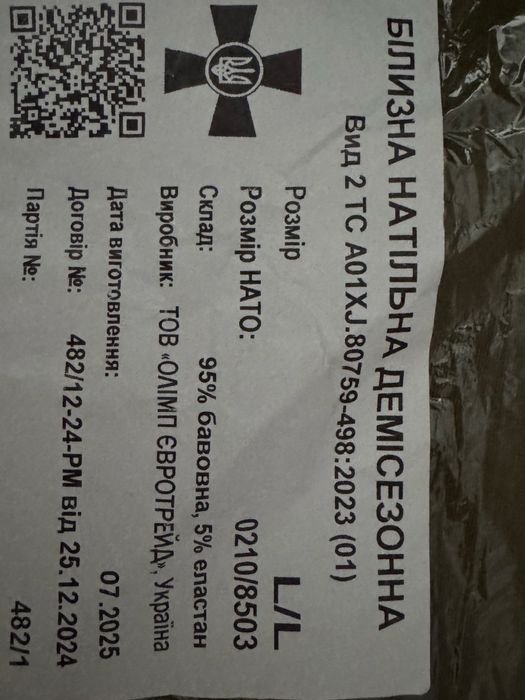 БІЛИЗНА НАТІЛЬНА ДЕМІСЕЗОННА
Вид 2 ТС А01XJ.80759-498:2023 (01)
Розмір L/L
Розмір НАТО: 0210/8503
Склад: 95% бавовна, 5% еластан
Виробник: ТОВ «ОЛІМП ЄВРОТРЕЙД», Україна
Дата виготовлення: 07.2025
Договір №: 482/12-24-РМ від 25.12.2024
Партія №: 482/1